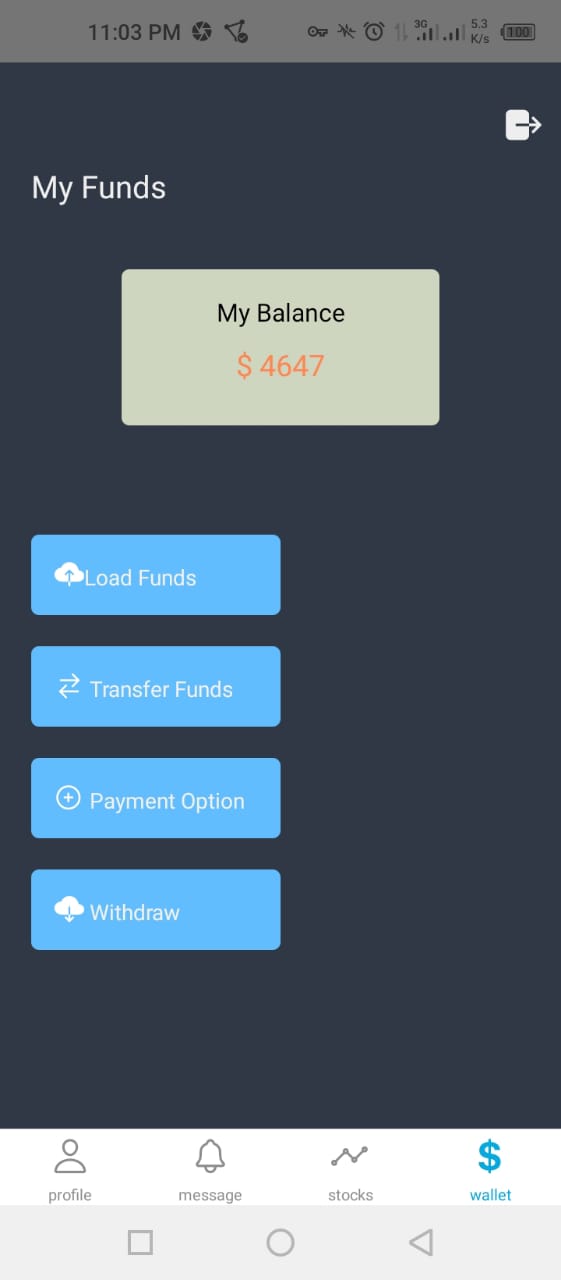 11:03 PM 3G 5.3 K/s 100
My Funds
My Balance
$ 4647
Load Funds
Transfer Funds
Payment Option
Withdraw
profile message stocks wallet